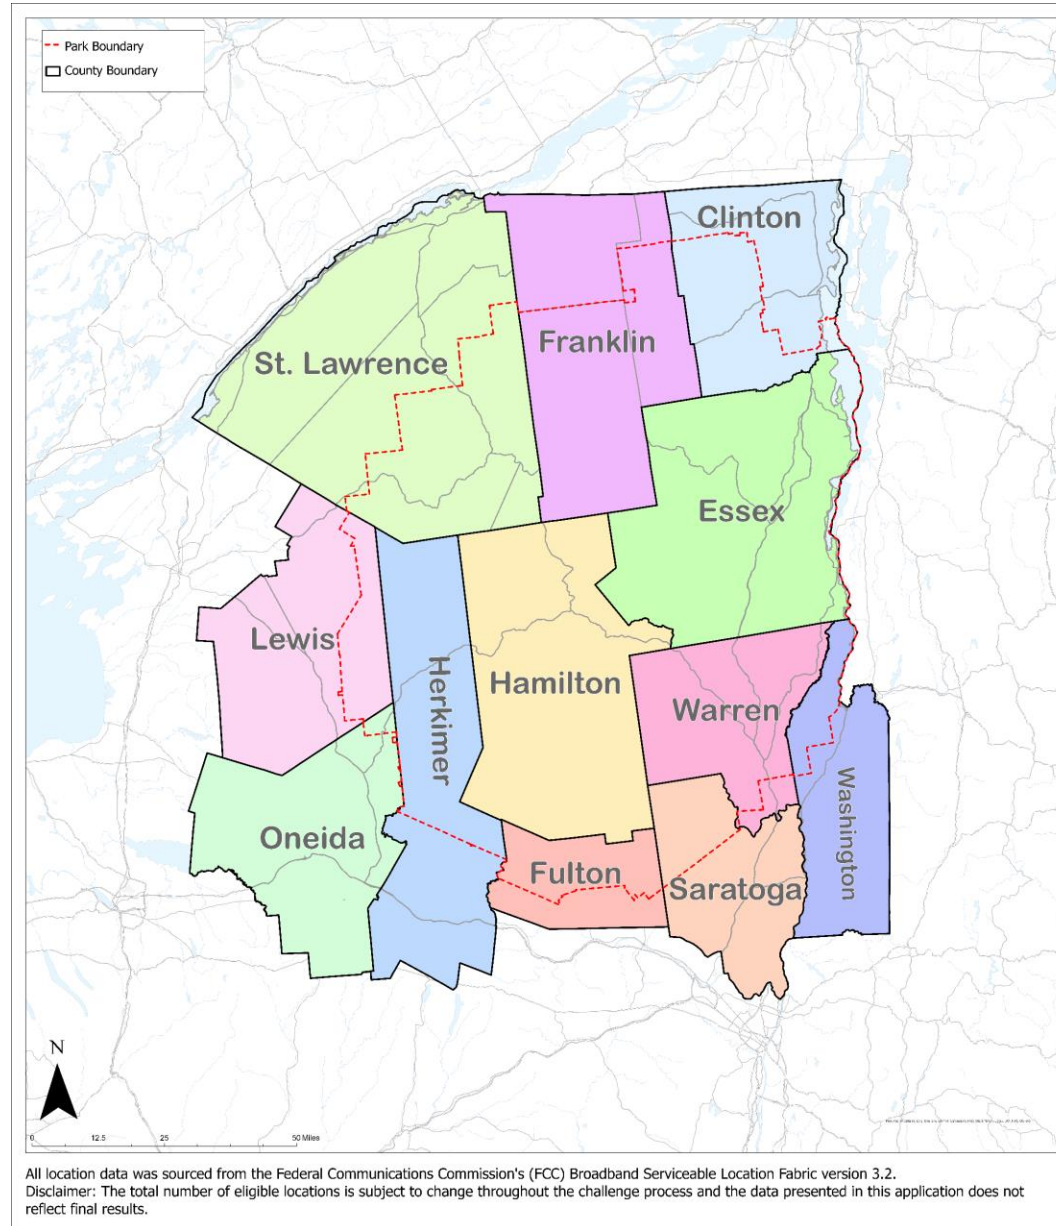 Park Boundary
County Boundary
Clinton
Franklin
St. Lawrence
Essex
Lewis
Herkimer
Hamilton
Warren
Washington
Oneida
Fulton
Saratoga
N
0 12.5 25 50 Miles
All location data was sourced from the Federal Communications Commission's (FCC) Broadband Serviceable Location Fabric version 3.2.
Disclaimer: The total number of eligible locations is subject to change throughout the challenge process and the data presented in this application does not
reflect final results.